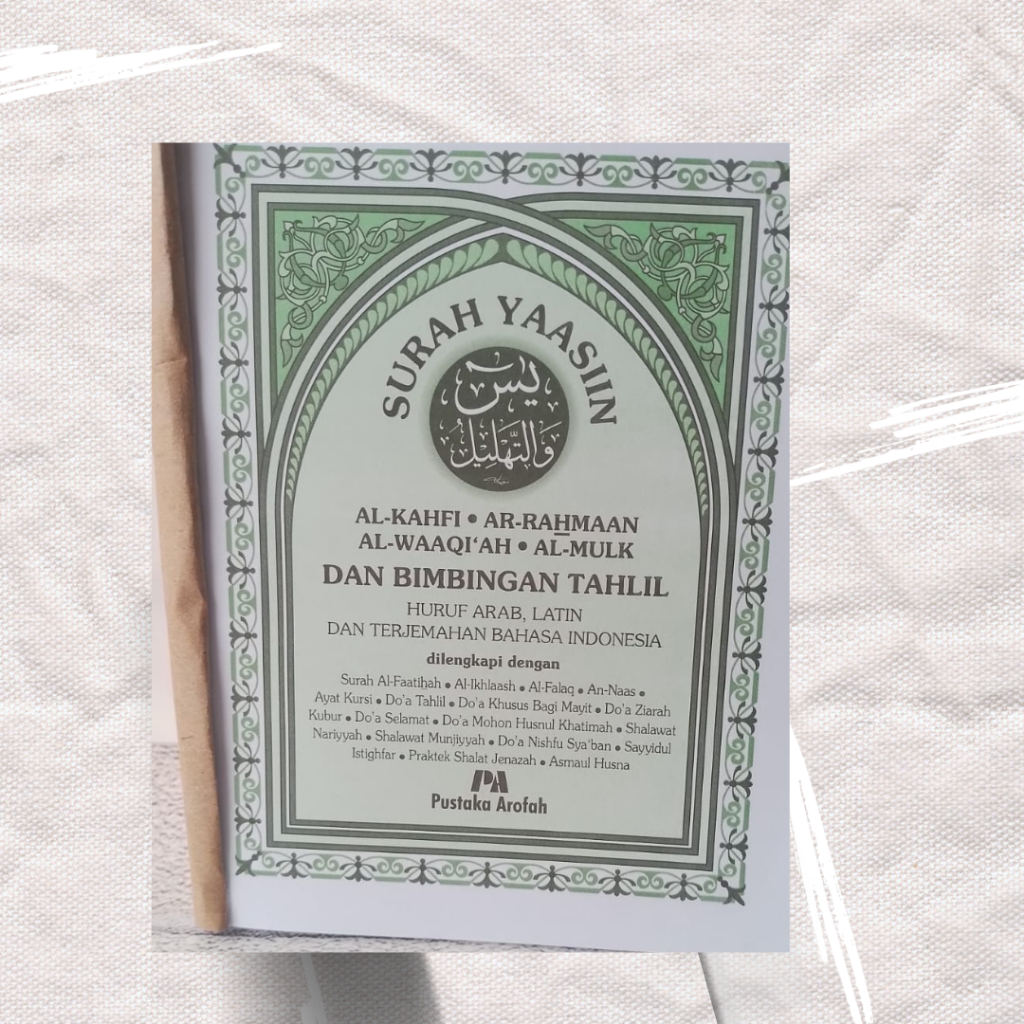 SURAH YAASIIN
يس
وَالتَّهْلِيلُ
AL-KAHFI • AR-RAHMAAN
AL-WAAQI‘AH • AL-MULK
DAN BIMBINGAN TAHLIL
HURUF ARAB, LATIN
DAN TERJEMAHAN BAHASA INDONESIA
dilengkapi dengan
Surah Al-Faatihah • Al-Ikhlaash • Al-Falaq • An-Naas •
Ayat Kursi • Do'a Tahlil • Do'a Khusus Bagi Mayit • Do'a Ziarah
Kubur • Do'a Selamat • Do'a Mohon Husnul Khatimah • Shalawat
Nariyyah • Shalawat Munjiyyah • Do'a Nishfu Sya'ban • Sayyidul
Istighfar • Praktek Shalat Jenazah • Asmaul Husna
PA
Pustaka Arofah